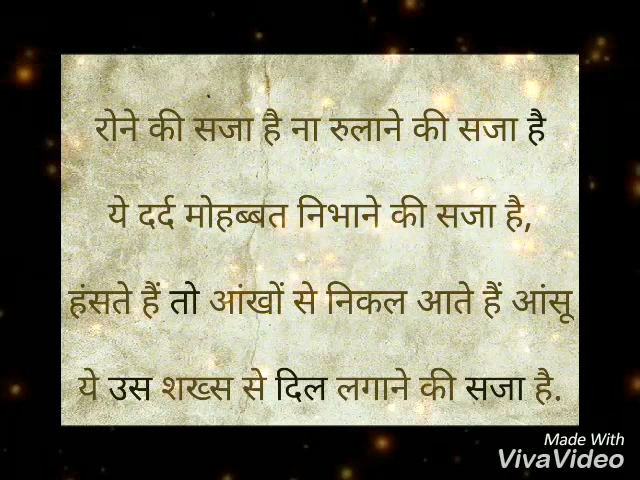 रोने की सजा है ना रुलाने की सजा है
ये दर्द मोहब्बत निभाने की सजा है,
हंसते हैं तो आंखों से निकल आते हैं आंसू
ये उस शख्स से दिल लगाने की सजा है.
Made With
VivaVideo